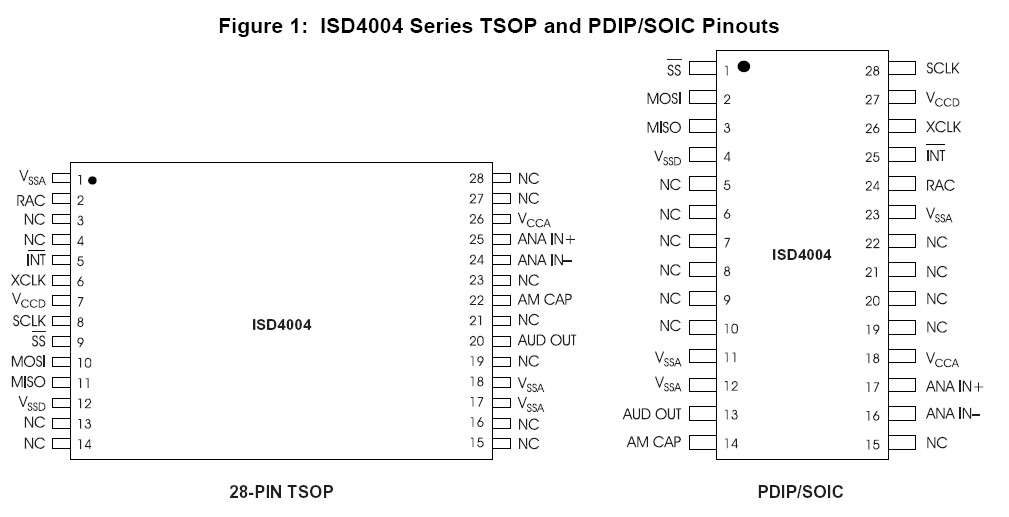 Figure 1: ISD4004 Series TSOP and PDIP/SOIC Pinouts
VSSA 1 28 NC
RAC 2 27 NC
NC 3 26 VCCA
NC 4 25 ANA IN+
INT 5 24 ANA IN–
XCLK 6 23 NC
VCCD 7 22 AM CAP
SCLK 8 21 NC
SS 9 20 AUD OUT
MOSI 10 19 NC
MISO 11 18 VSSA
VSSD 12 17 VSSA
NC 13 16 NC
NC 14 15 NC
ISD4004
28-PIN TSOP
SS 1 28 SCLK
MOSI 2 27 VCCD
MISO 3 26 XCLK
VSSD 4 25 INT
NC 5 24 RAC
NC 6 23 VSSA
NC 7 22 NC
NC 8 21 NC
NC 9 20 NC
NC 10 19 NC
VSSA 11 18 VCCA
VSSA 12 17 ANA IN+
AUD OUT 13 16 ANA IN–
AM CAP 14 15 NC
ISD4004
PDIP/SOIC